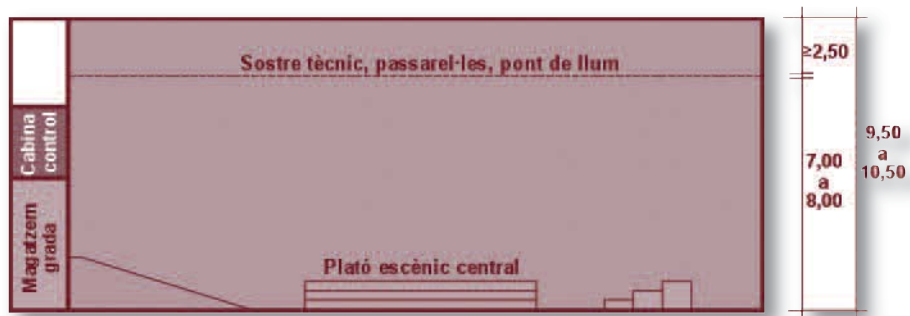 Sostre tècnic, passarel·les, pont de llum
Cabina
control
Magatzem
grada
Plató escènic central
≥2,50
7,00
a
8,00
9,50
a
10,50